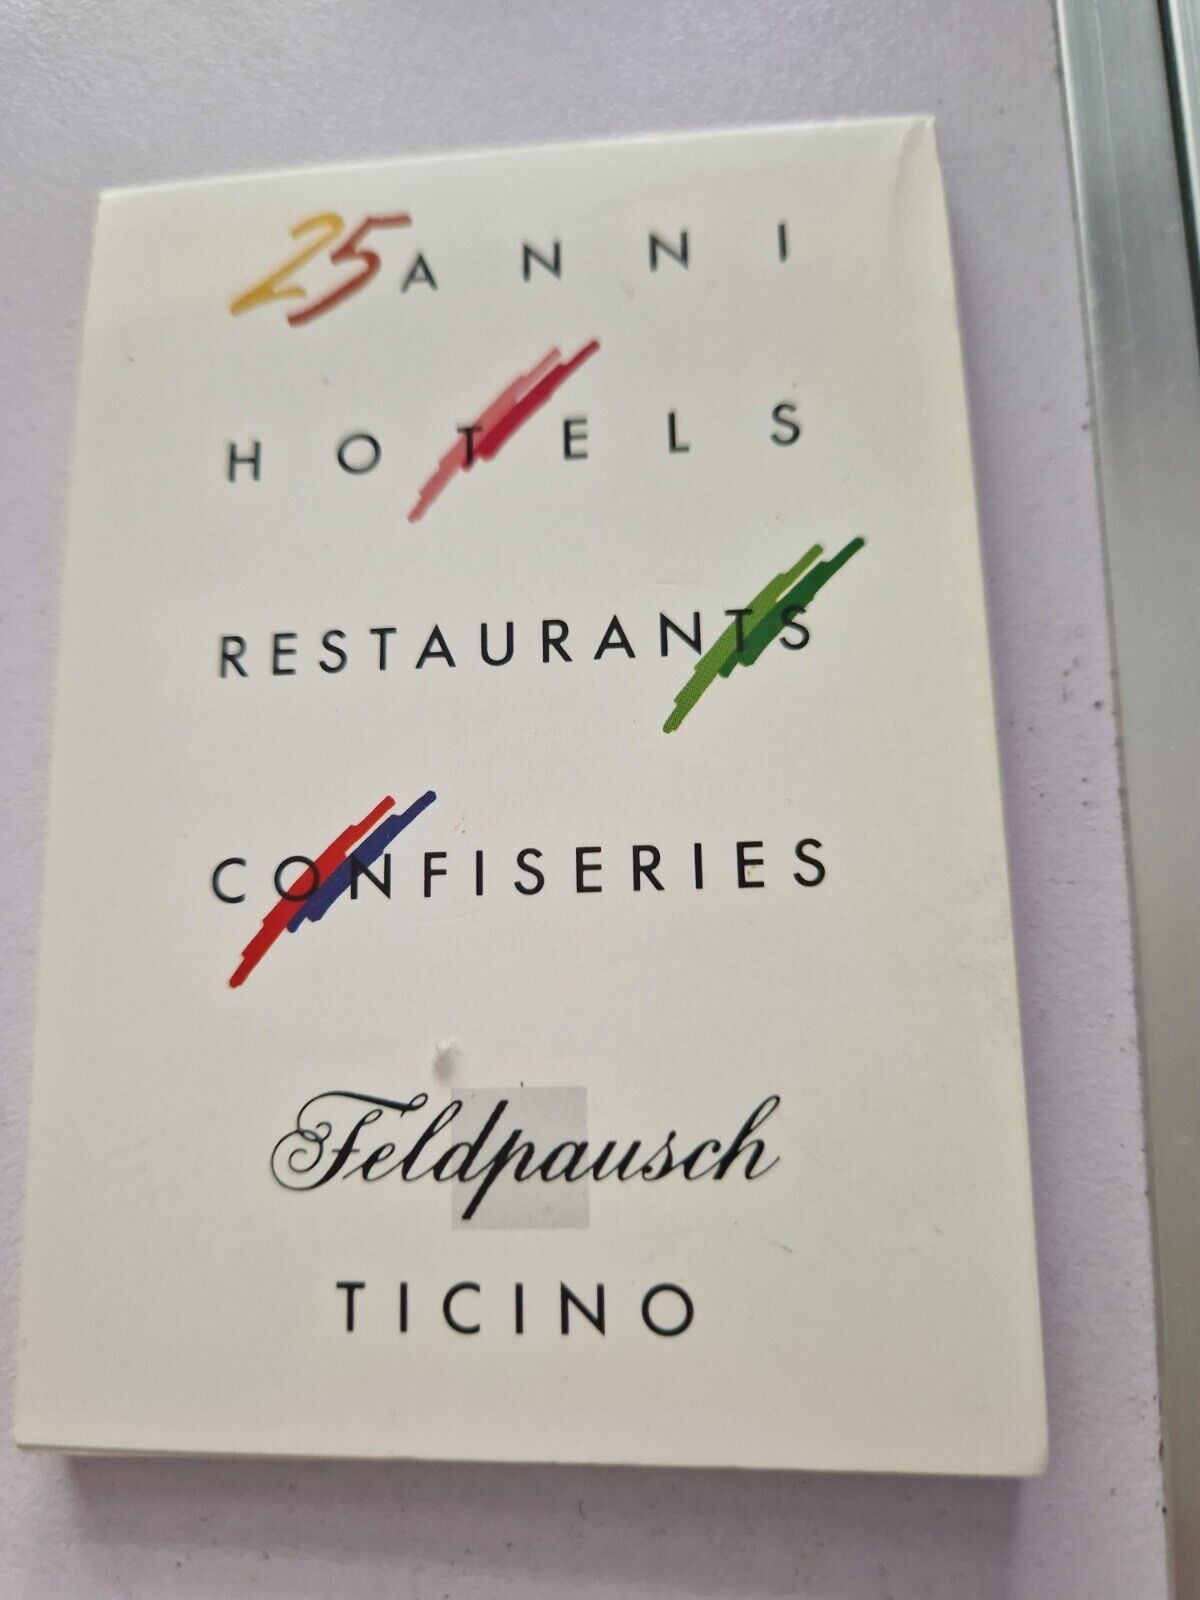 25 ANNI
HOTELS
RESTAURANTS
CONFISERIES
Feldpausch
TICINO